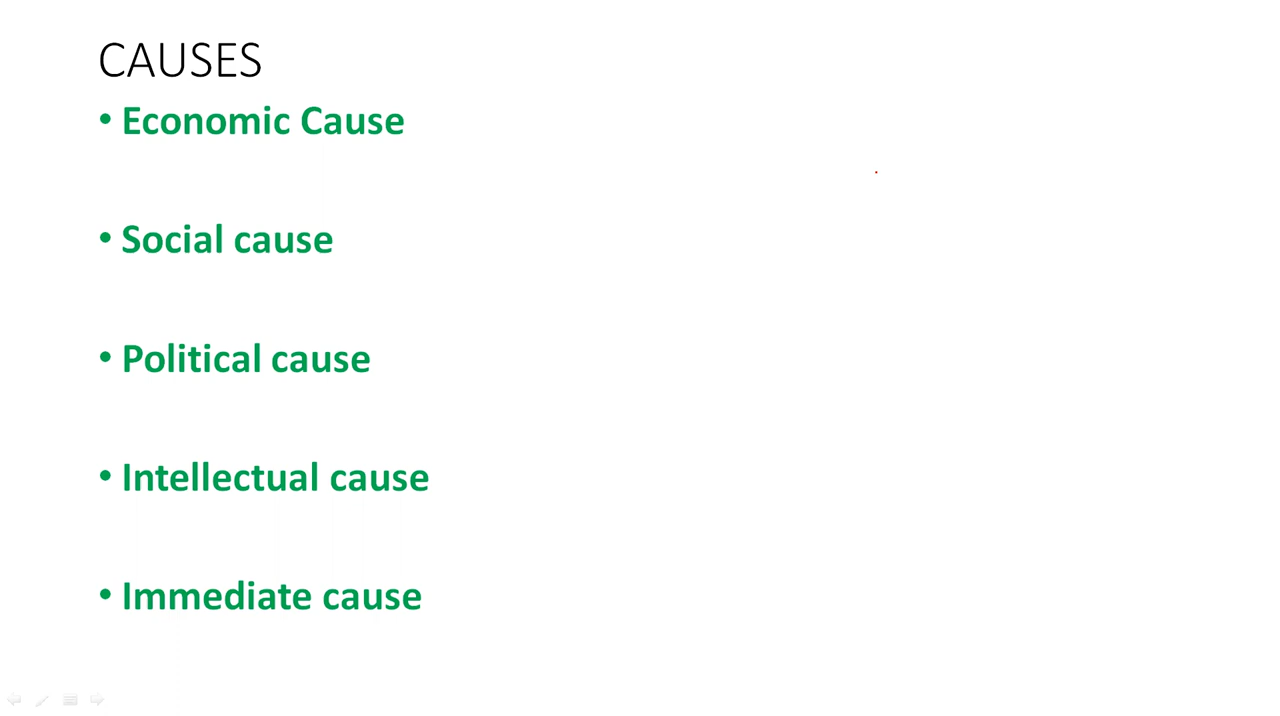 CAUSES
• Economic Cause
• Social cause
• Political cause
• Intellectual cause
• Immediate cause